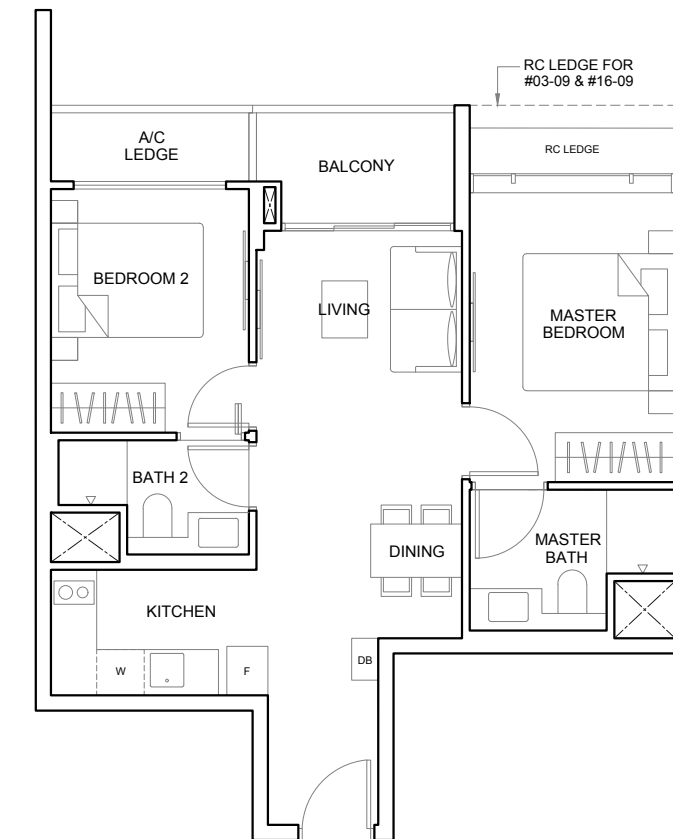 RC LEDGE FOR
#03-09 & #16-09
A/C
LEDGE
BALCONY
RC LEDGE
BEDROOM 2
LIVING
MASTER
BEDROOM
BATH 2
DINING
MASTER
BATH
KITCHEN
W
F
DB